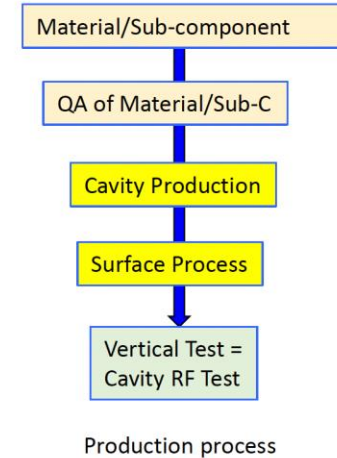 Material/Sub-component
QA of Material/Sub-C
Cavity Production
Surface Process
Vertical Test =
Cavity RF Test
Production process